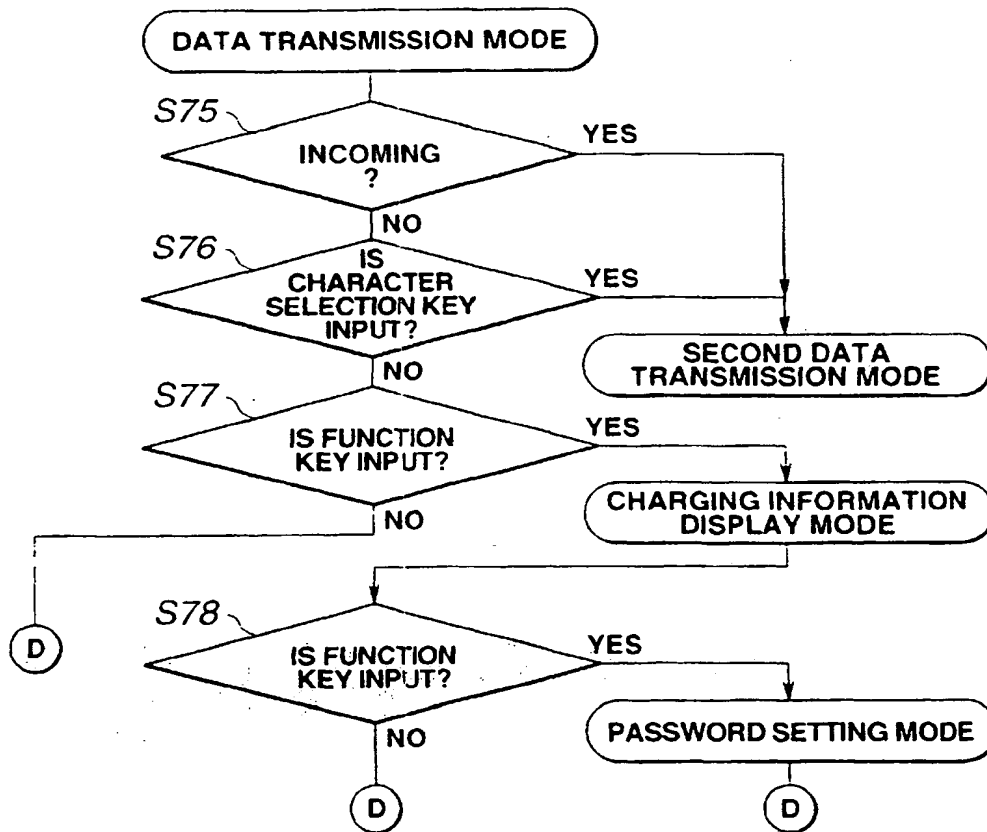 DATA TRANSMISSION MODE
S75
INCOMING
?
YES
NO
S76
IS
CHARACTER
SELECTION KEY
INPUT?
YES
NO
SECOND DATA
TRANSMISSION MODE
S77
IS FUNCTION
KEY INPUT?
YES
NO
CHARGING INFORMATION
DISPLAY MODE
D
S78
IS FUNCTION
KEY INPUT?
YES
NO
PASSWORD SETTING MODE
D
D